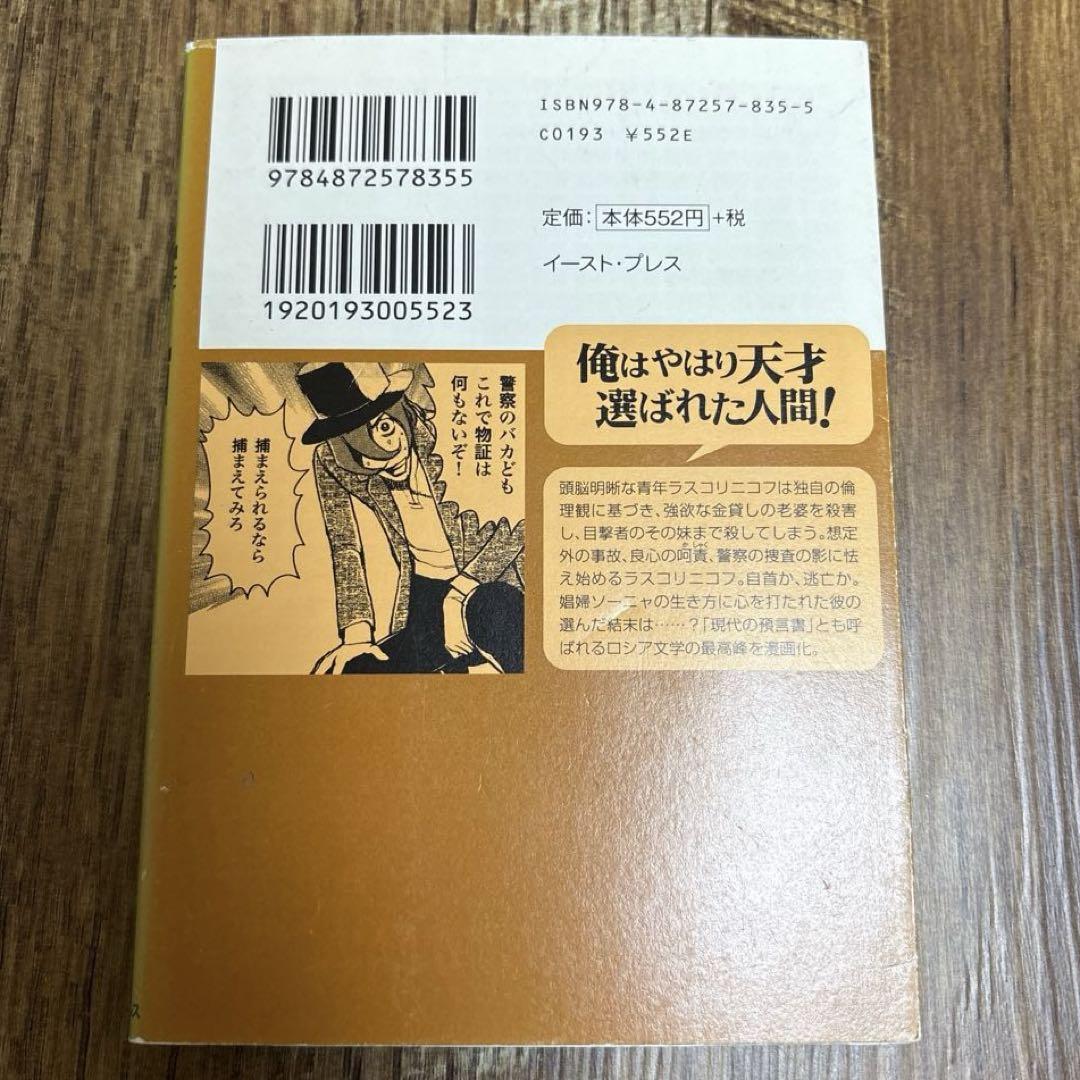 ISBN978-4-87257-835-5
C0193 ¥552E
9784872578355
定価：本体552円+税
1920193005523
イースト・プレス
俺はやはり天才
選ばれた人間！
警察のバカども
これで物証は
何もないぞ！
捕まえられるなら
捕まえてみろ
頭脳明晰な青年ラスコリニコフは独自の倫
理観に基づき、強欲な金貸しの老婆を殺害
し、目撃者のその妹まで殺してしまう。想定
外の事故、良心の呵責、警察の捜査の影に怯
え始めるラスコリニコフ。自首か、逃亡か。
娼婦ソーニャの生き方に心を打たれた彼の
選んだ結末は……？「現代の預言書」とも呼
ばれるロシア文学の最高峰を漫画化。
ス